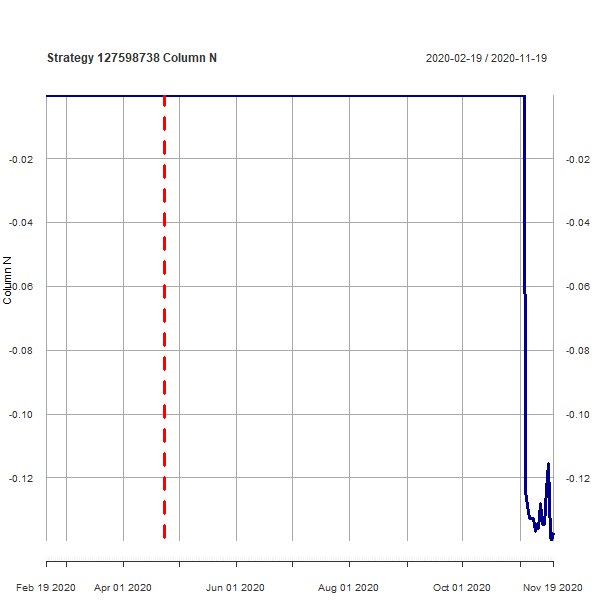 Strategy 127598738 Column N
2020-02-19 / 2020-11-19
-0.02 -0.02
-0.04 -0.04
Column N
-0.06 -0.06
-0.08 -0.08
-0.10 -0.10
-0.12 -0.12
Feb 19 2020 Apr 01 2020 Jun 01 2020 Aug 01 2020 Oct 01 2020 Nov 19 2020